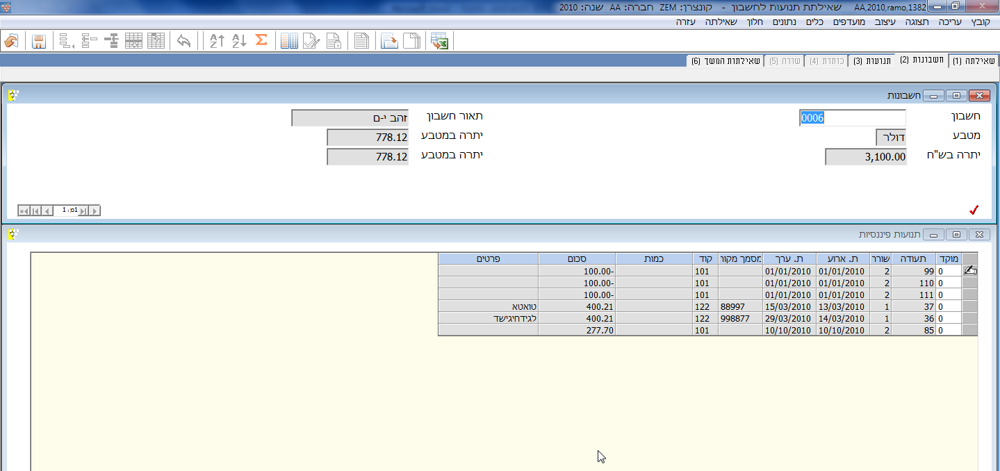 AA,2010,ramo,1382 שאילתת תנועות לחשבון - קונצרן: ZEM חברה: AA שנה: 2010
קובץ עריכה תצוגה עיצוב מועדפים כלים נתונים חלון שאילתה עזרה
שאילתה (1) חשבונות (2) תנועות (3) כותרת (4) שורה (5) שאילתות המשך (6)
חשבונות
חשבון 0006 תאור חשבון זהב י-ם
מטבע דולר יתרה במטבע 778.12
יתרה בש"ח 3,100.00 יתרה במטבע 778.12
1מ: 1
תנועות פיננסיות
מוקד תעודה שורר ת. ארוע ת. ערך מסמך מקור קוד כמות סכום פרטים
0 99 2 01/01/2010 01/01/2010 101 100.00-
0 110 2 01/01/2010 01/01/2010 101 100.00-
0 111 2 01/01/2010 01/01/2010 101 100.00-
0 37 1 13/03/2010 15/03/2010 88997 122 400.21 טואטא
0 36 1 14/03/2010 29/03/2010 998877 122 400.21 לגידחיגישד
0 85 2 10/10/2010 10/10/2010 101 277.70